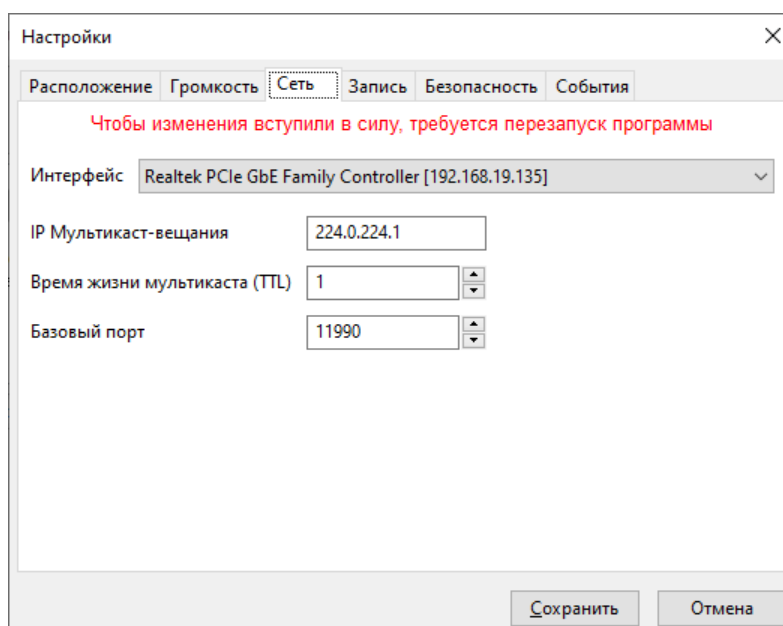 Настройки
Расположение Громкость Сеть Запись Безопасность События
Чтобы изменения вступили в силу, требуется перезапуск программы
Интерфейс Realtek PCIe GbE Family Controller [192.168.19.135]
IP Мультикаст-вещания 224.0.224.1
Время жизни мультикаста (TTL) 1
Базовый порт 11990
Сохранить Отмена